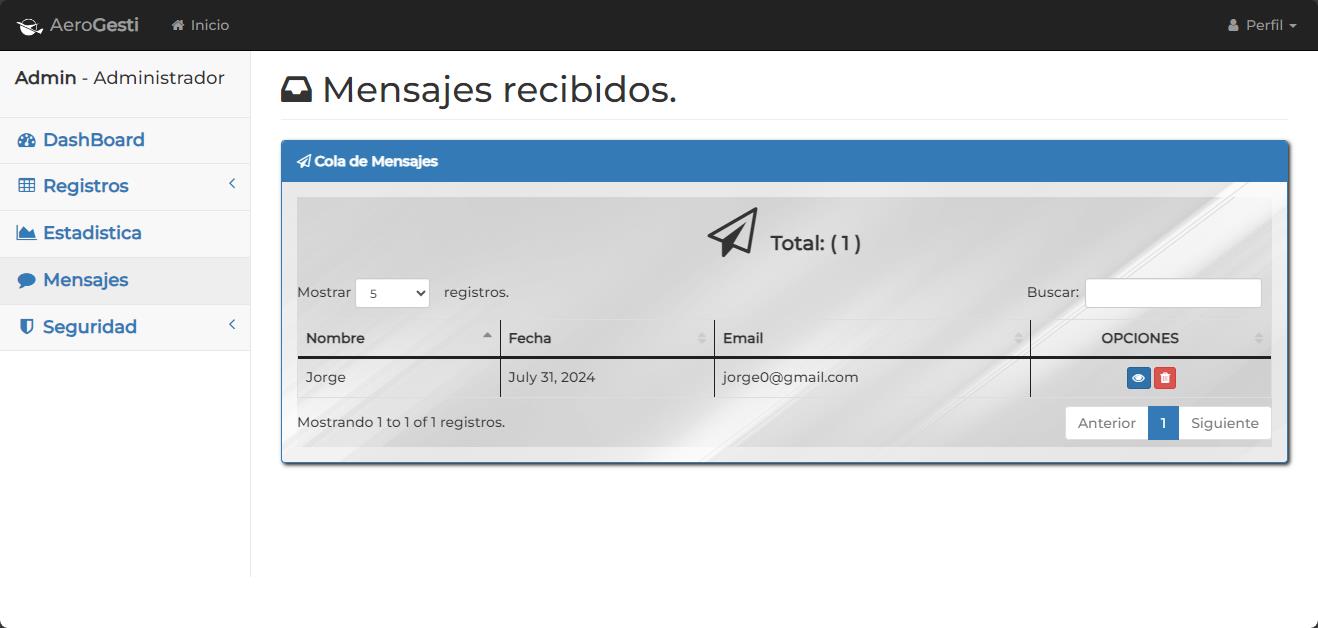 AeroGesti Inicio Perfil
Admin - Administrador
DashBoard
Registros
Estadistica
Mensajes
Seguridad
Mensajes recibidos.
Cola de Mensajes
Total: ( 1 )
Mostrar 5 registros. Buscar:
Nombre Fecha Email OPCIONES
Jorge July 31, 2024 jorge0@gmail.com
Mostrando 1 to 1 of 1 registros. Anterior 1 Siguiente